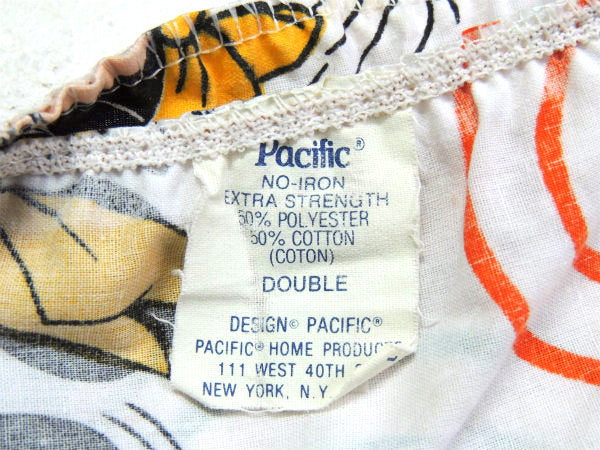 Pacific®
NO-IRON
EXTRA STRENGTH
50% POLYESTER
50% COTTON
(COTON)
DOUBLE
DESIGN© PACIFIC®
PACIFIC® HOME PRODUCTS
111 WEST 40TH
NEW YORK, N.Y.